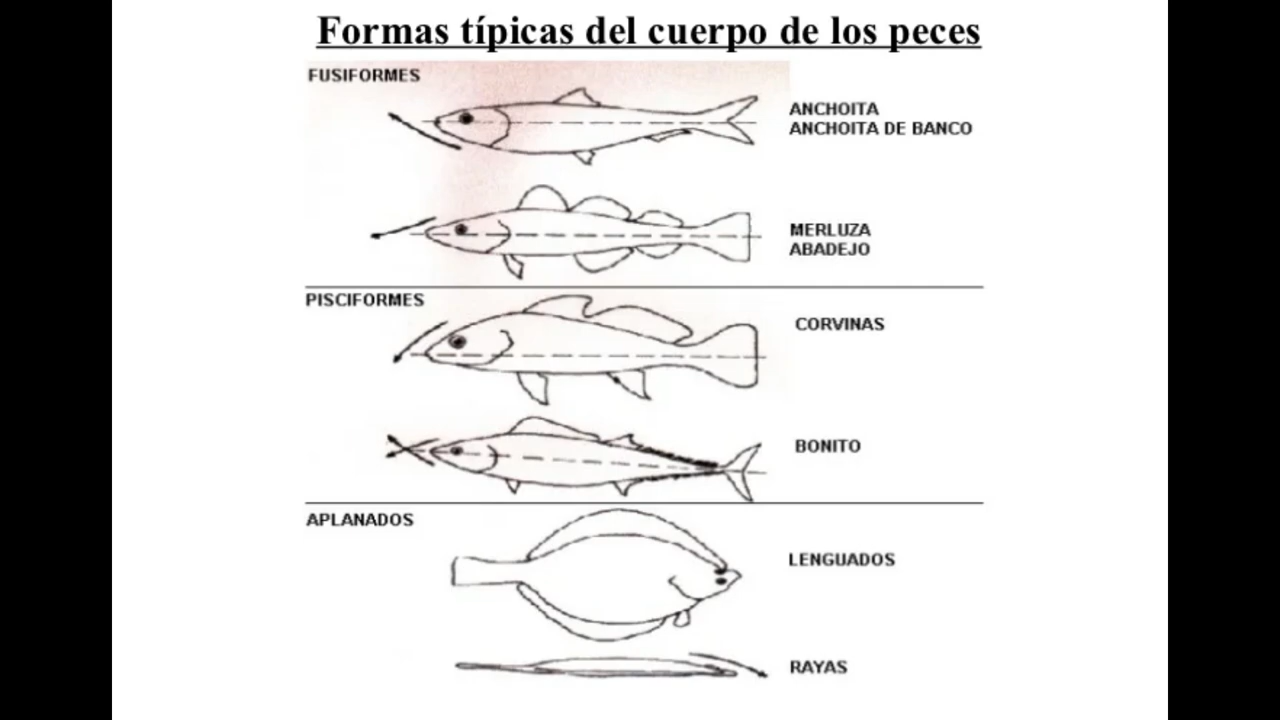 Formas típicas del cuerpo de los peces
FUSIFORMES
ANCHOITA
ANCHOITA DE BANCO
MERLUZA
ABADEJO
PISCIFORMES
CORVINAS
BONITO
APLANADOS
LENGUADOS
RAYAS